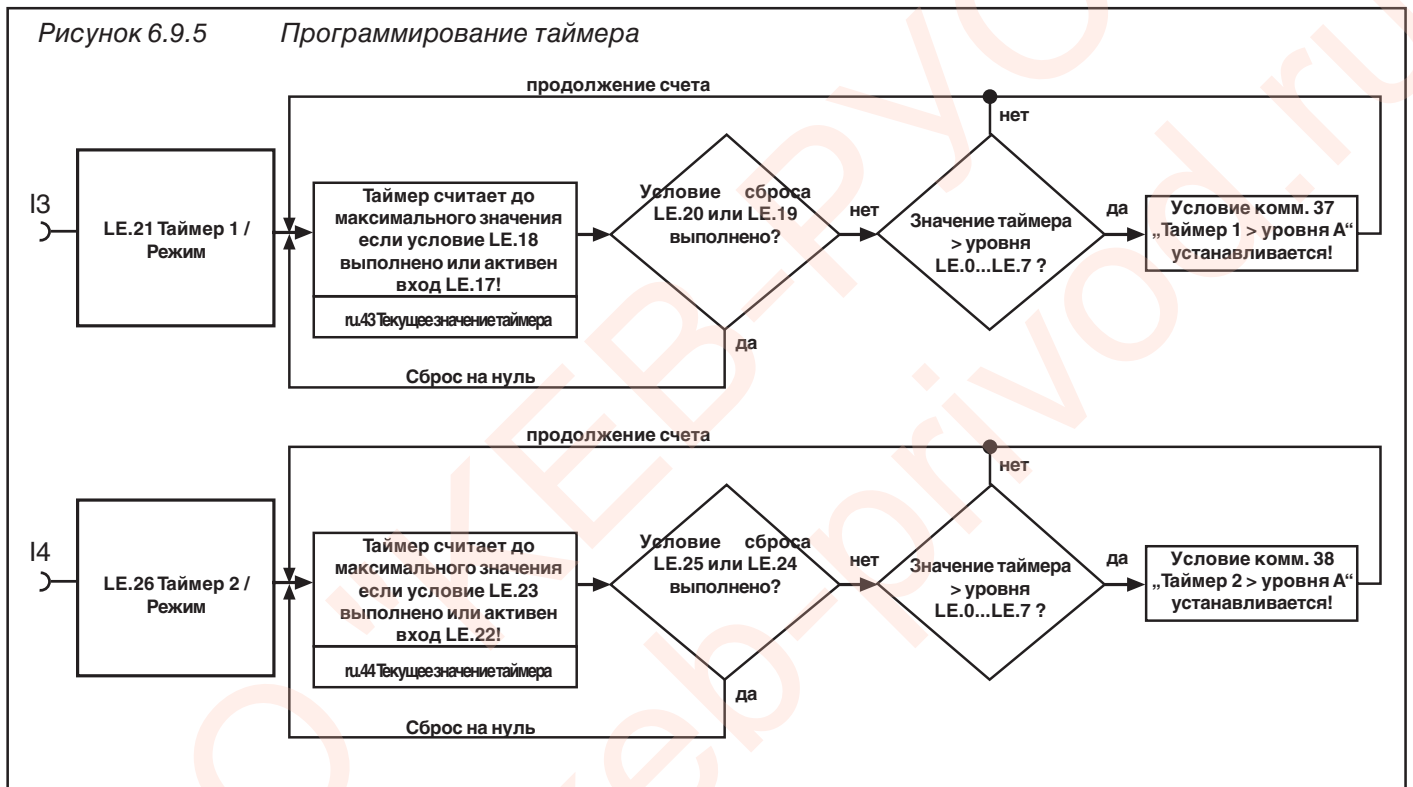 Рисунок 6.9.5 Программирование таймера
продолжение счета
нет
I3
LE.21 Таймер 1 /
Режим
Таймер считает до
максимального значения
если условие LE.18
выполнено или активен
вход LE.17!
ru.43 Текущее значение таймера
Условие сброса
LE.20 или LE.19
выполнено?
нет
Значение таймера
> уровня
LE.0...LE.7 ?
да
Условие комм. 37
„Таймер 1 > уровня А“
устанавливается!
да
Сброс на нуль
продолжение счета
нет
I4
LE.26 Таймер 2 /
Режим
Таймер считает до
максимального значения
если условие LE.23
выполнено или активен
вход LE.22!
ru.44 Текущее значение таймера
Условие сброса
LE.25 или LE.24
выполнено?
нет
Значение таймера
> уровня
LE.0...LE.7 ?
да
Условие комм. 38
„Таймер 2 > уровня А“
устанавливается!
да
Сброс на нуль